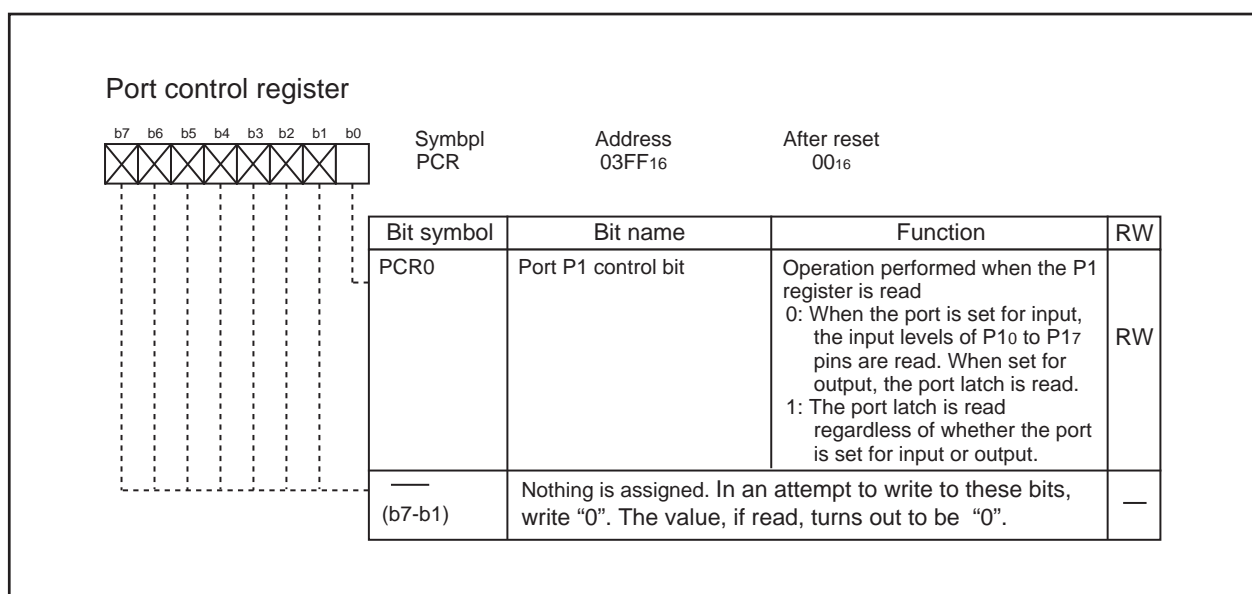 Port control register
b7 b6 b5 b4 b3 b2 b1 b0
Symbpl Address After reset
PCR 03FF16 0016
Bit symbol Bit name Function RW
PCR0 Port P1 control bit Operation performed when the P1
register is read
0: When the port is set for input,
the input levels of P10 to P17
pins are read. When set for
output, the port latch is read.
1: The port latch is read
regardless of whether the port
is set for input or output.
RW
(b7-b1) Nothing is assigned. In an attempt to write to these bits,
write “0”. The value, if read, turns out to be “0”.
—